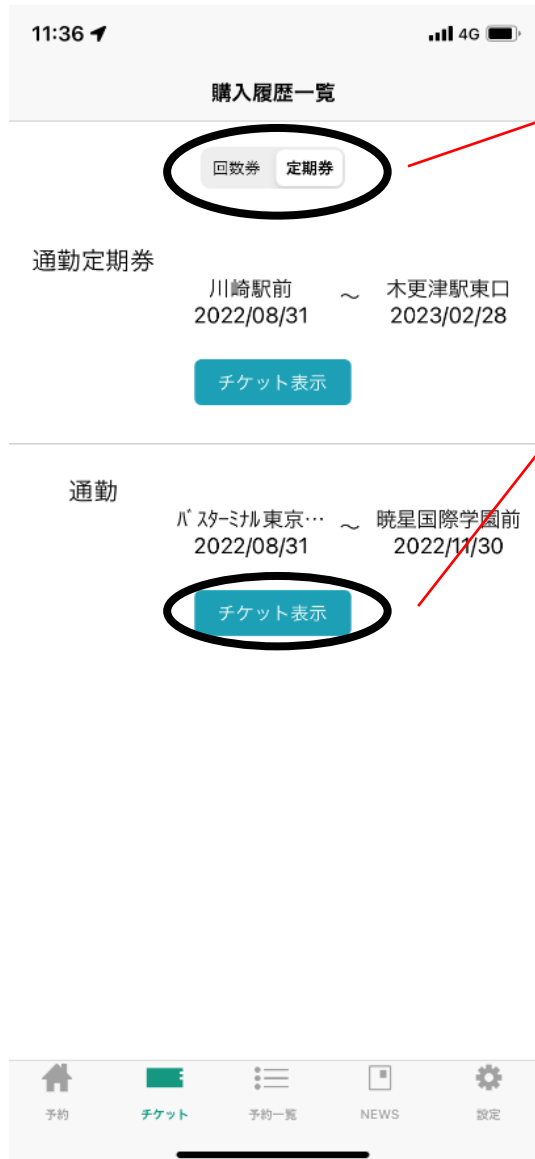 11:36
4G
購入履歴一覧
回数券 定期券
通勤定期券
川崎駅前 ～ 木更津駅東口
2022/08/31 2023/02/28
チケット表示
通勤
ﾊﾞｽﾀｰﾐﾅﾙ東京… ～ 暁星国際学園前
2022/08/31 2022/11/30
チケット表示
予約 チケット 予約一覧 NEWS 設定